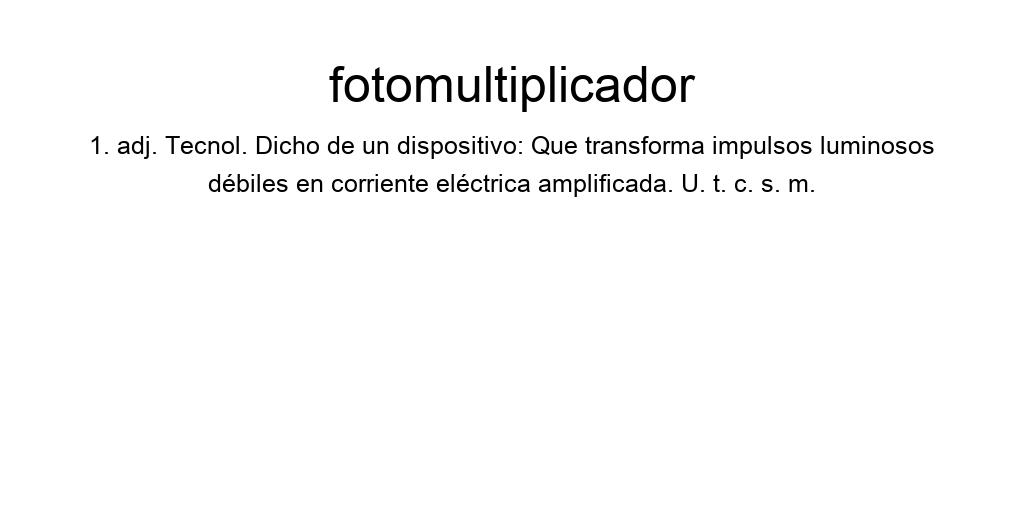 fotomultiplicador
1. adj. Tecnol. Dicho de un dispositivo: Que transforma impulsos luminosos
débiles en corriente eléctrica amplificada. U. t. c. s. m.